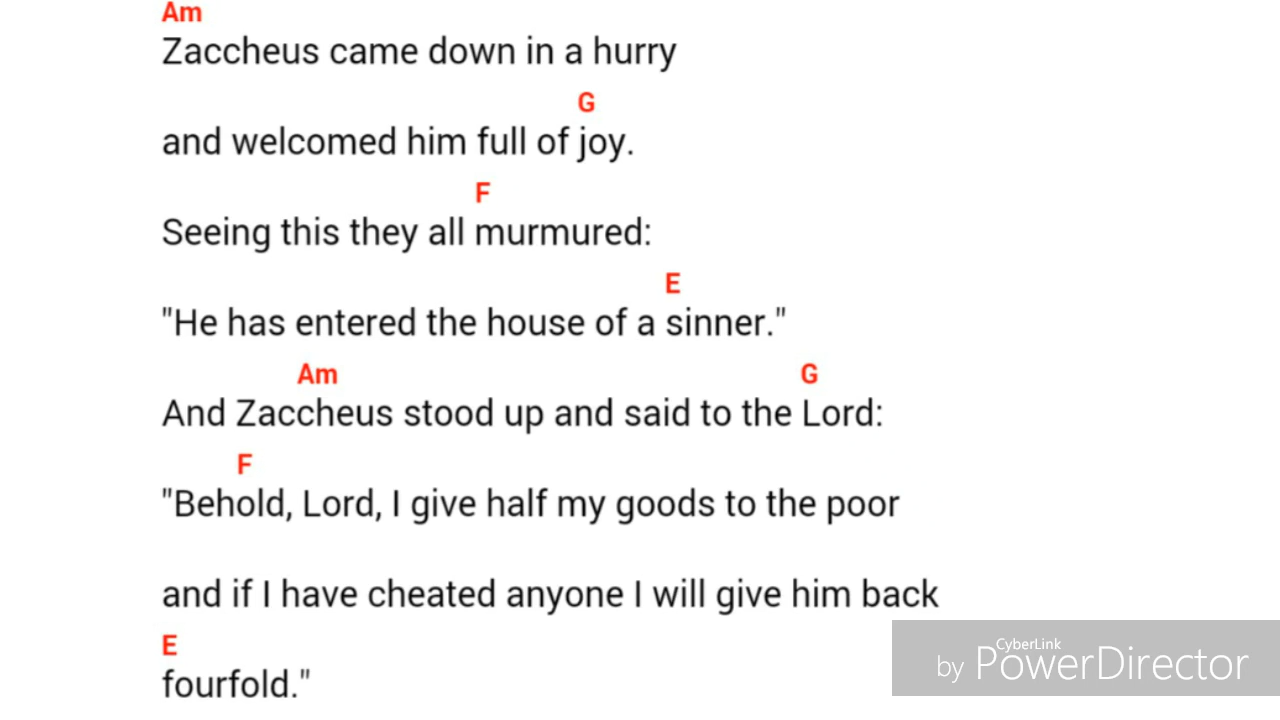 Am
Zaccheus came down in a hurry
G
and welcomed him full of joy.
F
Seeing this they all murmured:
E
"He has entered the house of a sinner."
Am G
And Zaccheus stood up and said to the Lord:
F
"Behold, Lord, I give half my goods to the poor
and if I have cheated anyone I will give him back
E
fourfold."
CyberLink
by PowerDirector